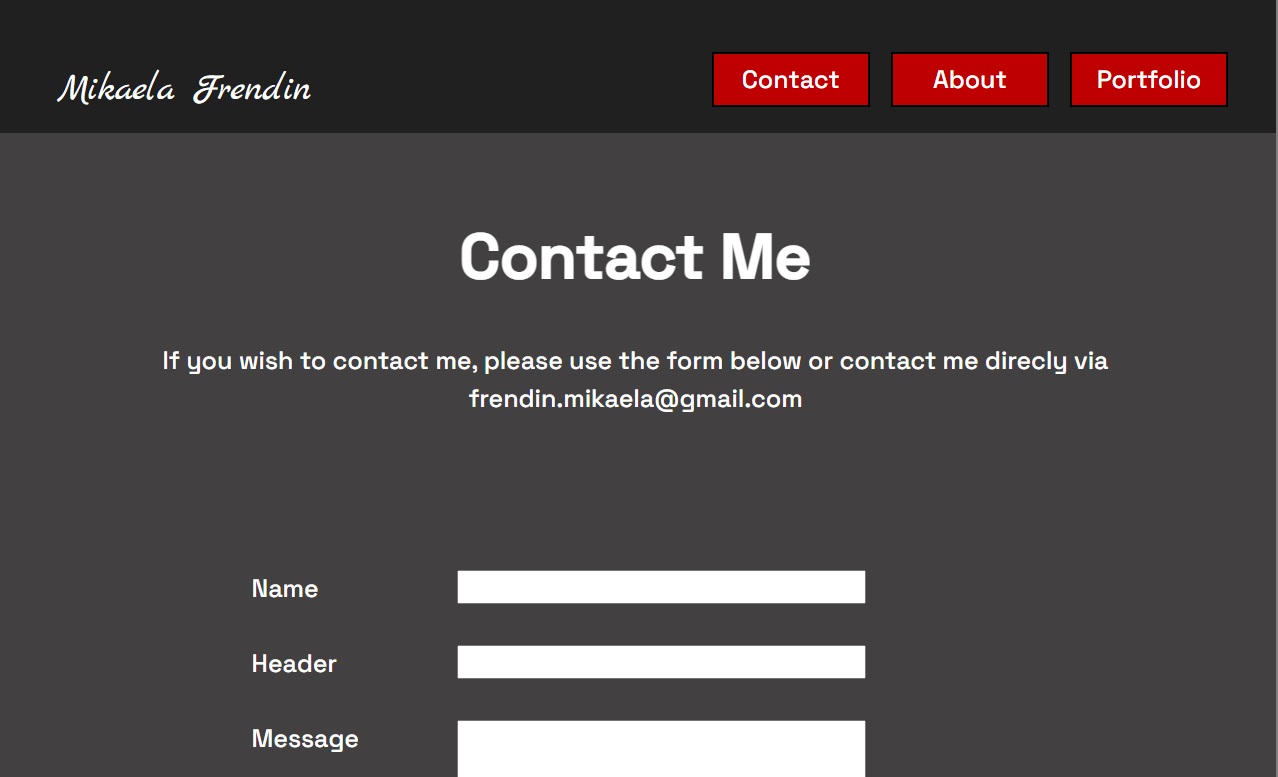 Mikaela Frendin
Contact
About
Portfolio
Contact Me
If you wish to contact me, please use the form below or contact me direcly via
frendin.mikaela@gmail.com
Name
Header
Message